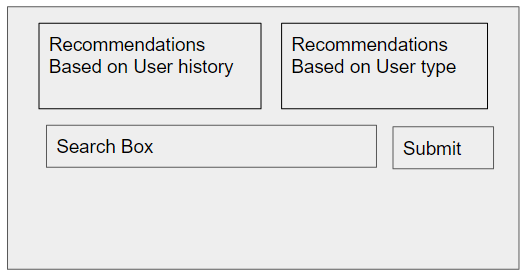 Recommendations
Based on User history
Recommendations
Based on User type
Search Box
Submit